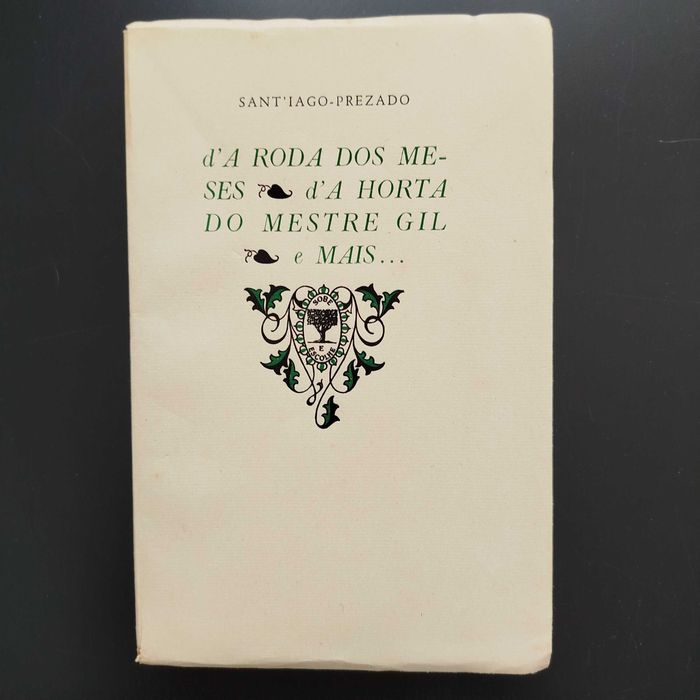 SANT'IAGO-PREZADO
d'A RODA DOS ME-
SES d'A HORTA
DO MESTRE GIL
e MAIS...
SOBE
E
ESCOLHE